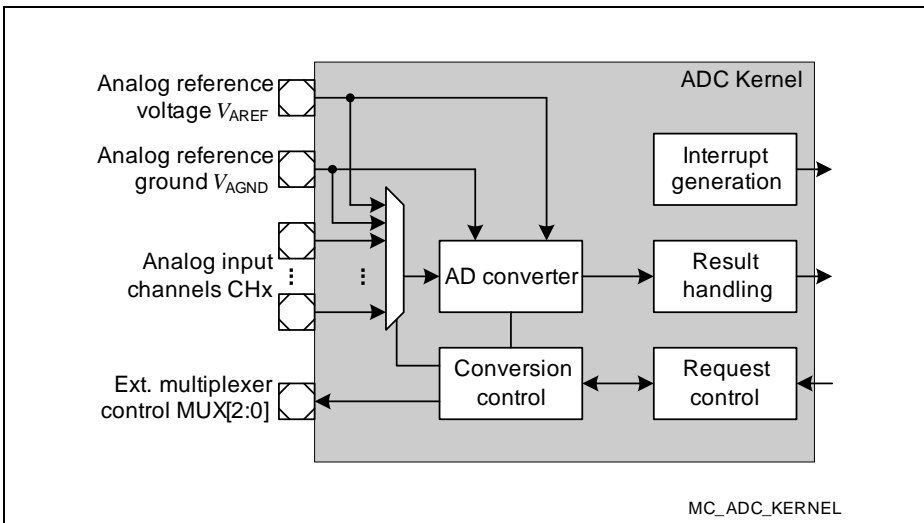 ADC Kernel
Analog reference
voltage VAREF
Analog reference
ground VAGND
Analog input
channels CHx
Ext. multiplexer
control MUX[2:0]
AD converter
Conversion
control
Interrupt
generation
Result
handling
Request
control
MC_ADC_KERNEL